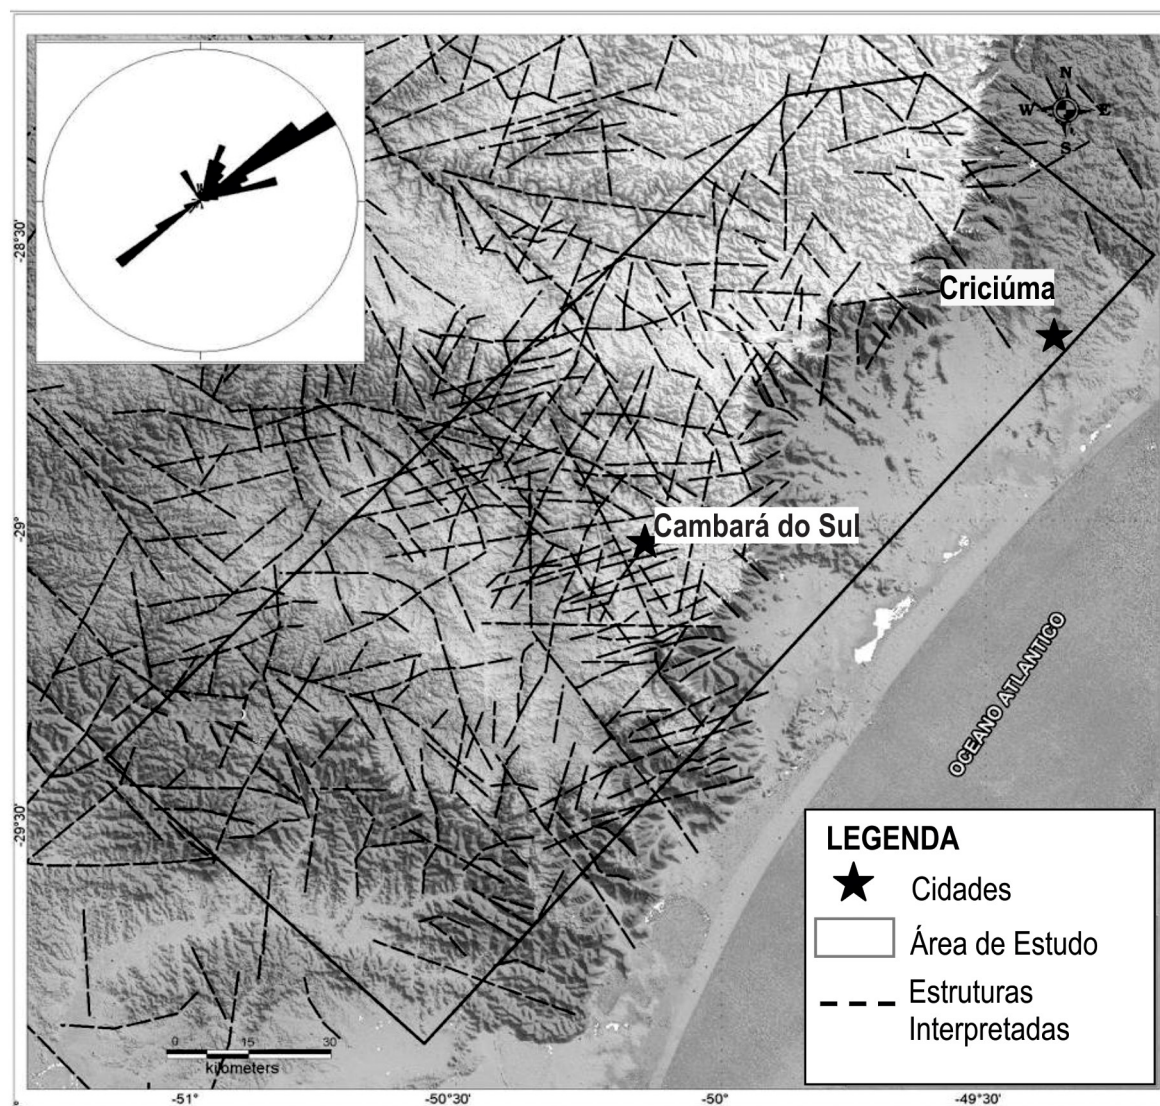 N
W E
S
-28°30'
Criciúma
-29°
Cambará do Sul
OCEANO ATLANTICO
-29°30'
LEGENDA
Cidades
Área de Estudo
Estruturas
Interpretadas
0 15 30
kilometers
-51° -50°30' -50° -49°30'